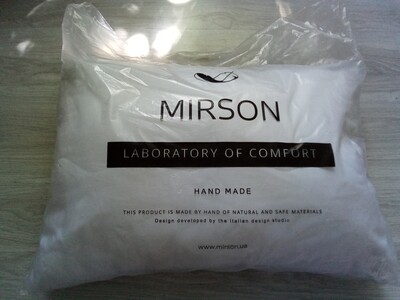 MIRSON
LABORATORY OF COMFORT
HAND MADE
THIS PRODUCT IS MADE BY HAND OF NATURAL AND SAFE MATERIALS
Design developed by the Italian design studio
www.mirson.ua